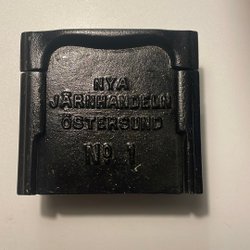 NYA
JÄRNHANDELN
ÖSTERSUND
No. 1